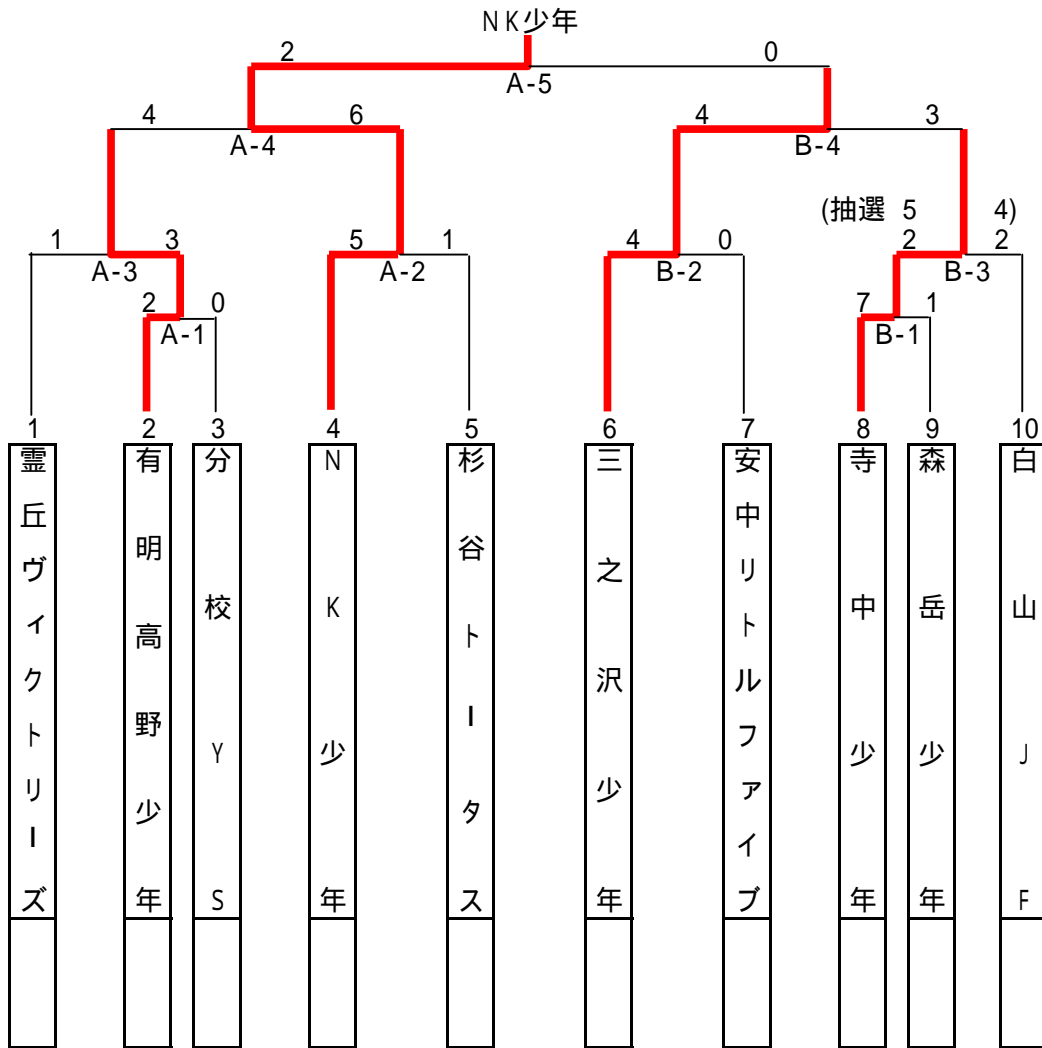 NK少年
2 0
A-5
4 6 4 3
A-4 B-4
(抽選 5 4)
1 3 5 1 4 0 2 2
A-3 A-2 B-2 B-3
2 0 7 1
A-1 B-1
1 2 3 4 5 6 7 8 9 10
霊丘ヴィクトリーズ
有明高野少年
分校YS
NK少年
杉谷トータス
三之沢少年
安中リトルファイブ
寺中少年
森岳少年
白山JF